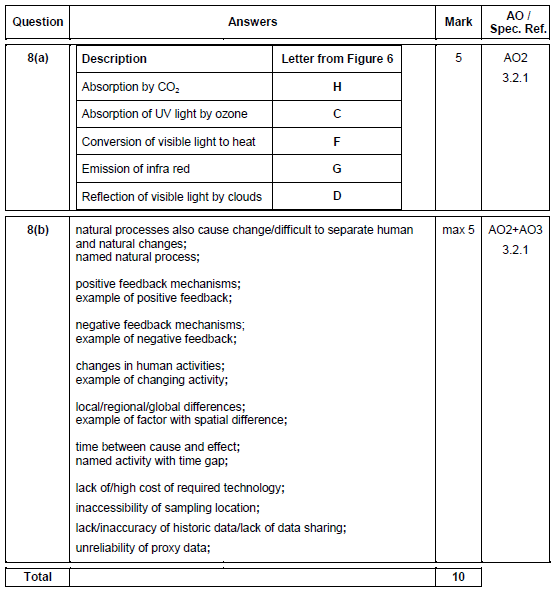 Question Answers Mark AO /
Spec. Ref.
8(a) Description Letter from Figure 6 5 AO2
3.2.1
Absorption by CO₂ H
Absorption of UV light by ozone C
Conversion of visible light to heat F
Emission of infra red G
Reflection of visible light by clouds D
8(b) natural processes also cause change/difficult to separate human max 5 AO2+AO3
and natural changes; 3.2.1
named natural process;
positive feedback mechanisms;
example of positive feedback;
negative feedback mechanisms;
example of negative feedback;
changes in human activities;
example of changing activity;
local/regional/global differences;
example of factor with spatial difference;
time between cause and effect;
named activity with time gap;
lack of/high cost of required technology;
inaccessibility of sampling location;
lack/inaccuracy of historic data/lack of data sharing;
unreliability of proxy data;
Total 10